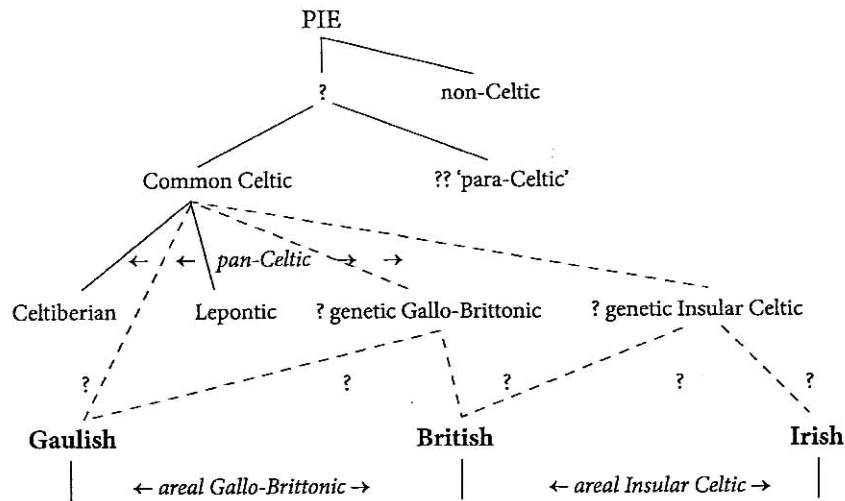 PIE
? non-Celtic
Common Celtic ?? 'para-Celtic'
← ← pan-Celtic → →
Celtiberian Lepontic ? genetic Gallo-Brittonic ? genetic Insular Celtic
? ? ? ? ?
Gaulish British Irish
← areal Gallo-Brittonic → ← areal Insular Celtic →